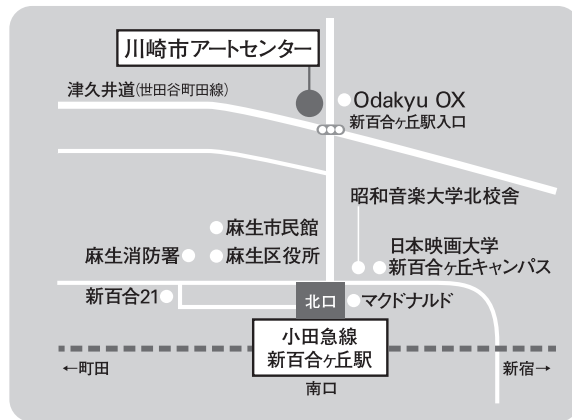 川崎市アートセンター
津久井道(世田谷町田線)
Odakyu OX
新百合ヶ丘駅入口
昭和音楽大学北校舎
麻生市民館
日本映画大学
麻生消防署
麻生区役所
新百合ヶ丘キャンパス
新百合21
北口
マクドナルド
小田急線
新百合ヶ丘駅
←町田
新宿→
南口